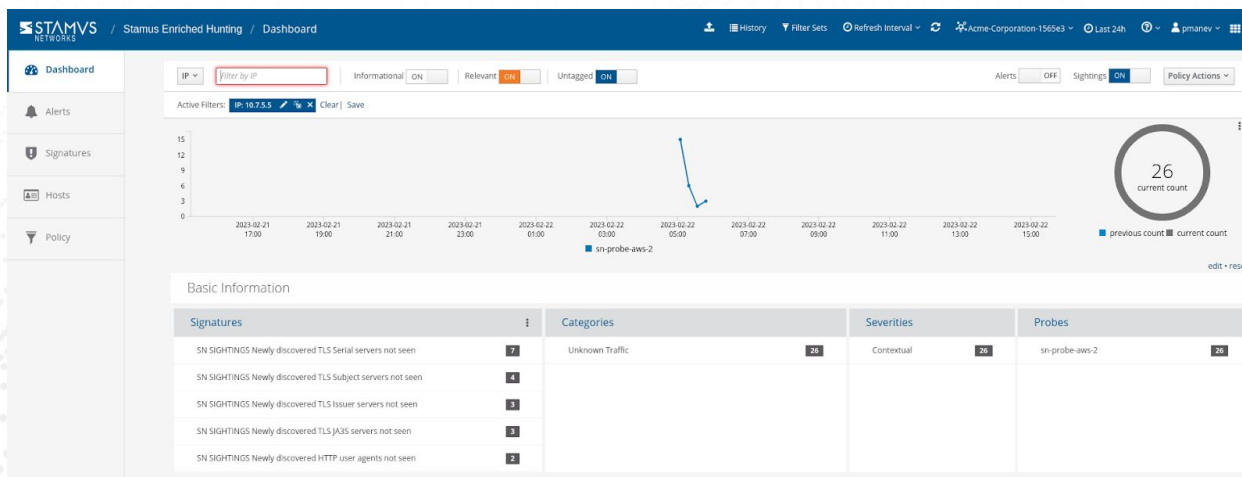 STAMVS NETWORKS / Stamus Enriched Hunting / Dashboard
History Filter Sets Refresh Interval Acme-Corporation-1565e3 Last 24h pmanev
Dashboard
Alerts
Signatures
Hosts
Policy
IP Filter by IP Informational ON Relevant ON Untagged ON Alerts OFF Sightings ON Policy Actions
Active Filters: IP: 10.7.5.5 Clear| Save
15
12
9
6
3
0
2023-02-21 17:00
2023-02-21 19:00
2023-02-21 21:00
2023-02-21 23:00
2023-02-22 01:00
2023-02-22 03:00
2023-02-22 05:00
2023-02-22 07:00
2023-02-22 09:00
2023-02-22 11:00
2023-02-22 13:00
2023-02-22 15:00
sn-probe-aws-2
26
current count
previous count current count
edit • res
Basic Information
Signatures Categories Severities Probes
SN SIGHTINGS Newly discovered TLS Serial servers not seen 7 Unknown Traffic 26 Contextual 26 sn-probe-aws-2 26
SN SIGHTINGS Newly discovered TLS Subject servers not seen 4
SN SIGHTINGS Newly discovered TLS Issuer servers not seen 3
SN SIGHTINGS Newly discovered TLS JA3S servers not seen 3
SN SIGHTINGS Newly discovered HTTP user agents not seen 2